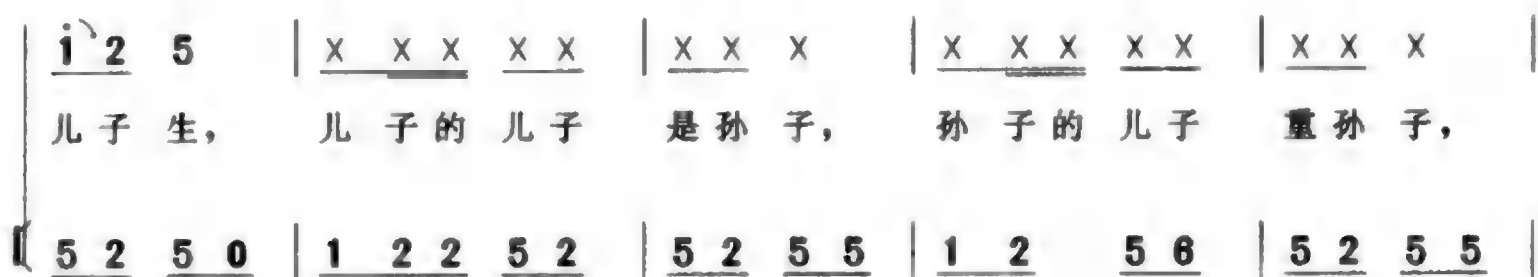 i 2 5 | X X X X X | X X X | X X X X X | X X X |
儿子 生， 儿 子的 儿子 是孙 子， 孙 子的 儿子 重孙 子，
5 2 5 0 | 1 2 2 5 2 | 5 2 5 5 | 1 2 5 6 | 5 2 5 5 |